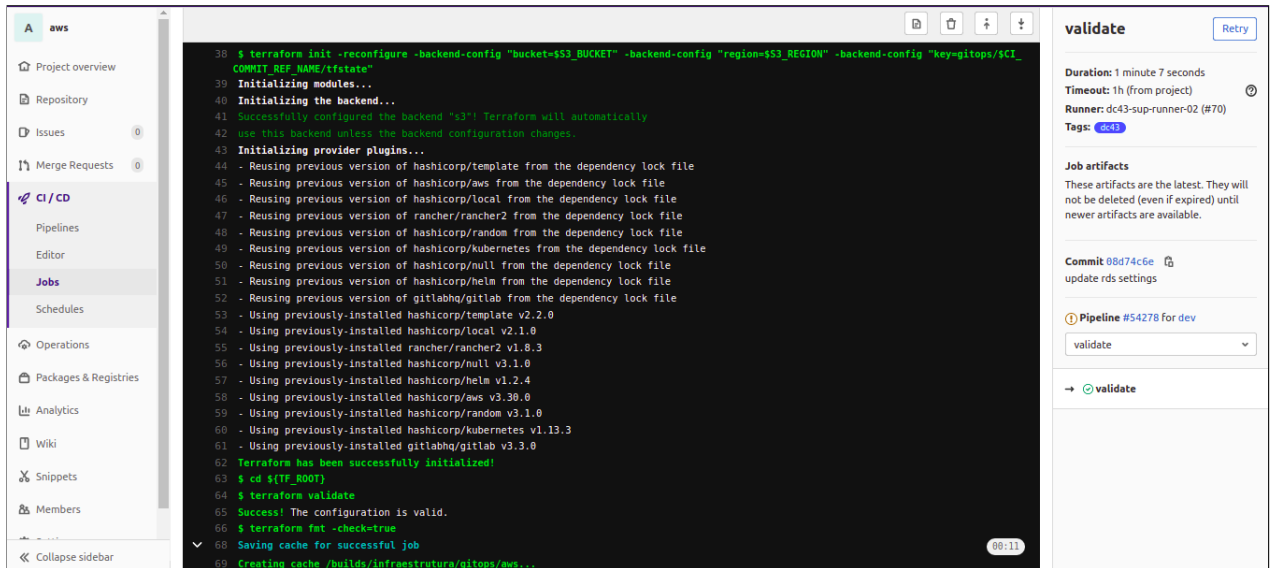 A aws
Project overview
Repository
Issues 0
Merge Requests 0
CI / CD
Pipelines
Editor
Jobs
Schedules
Operations
Packages & Registries
Analytics
Wiki
Snippets
Members
Collapse sidebar
38 $ terraform init -reconfigure -backend-config "bucket=$S3_BUCKET" -backend-config "region=$S3_REGION" -backend-config "key=gitops/$CI_
COMMIT_REF_NAME/tfstate"
39 Initializing modules...
40 Initializing the backend...
41 Successfully configured the backend "s3"! Terraform will automatically
42 use this backend unless the backend configuration changes.
43 Initializing provider plugins...
44 - Reusing previous version of hashicorp/template from the dependency lock file
45 - Reusing previous version of hashicorp/aws from the dependency lock file
46 - Reusing previous version of hashicorp/local from the dependency lock file
47 - Reusing previous version of rancher/rancher2 from the dependency lock file
48 - Reusing previous version of hashicorp/random from the dependency lock file
49 - Reusing previous version of hashicorp/kubernetes from the dependency lock file
50 - Reusing previous version of hashicorp/null from the dependency lock file
51 - Reusing previous version of hashicorp/helm from the dependency lock file
52 - Reusing previous version of gitlabhq/gitlab from the dependency lock file
53 - Using previously-installed hashicorp/template v2.2.0
54 - Using previously-installed hashicorp/local v2.1.0
55 - Using previously-installed rancher/rancher2 v1.8.3
56 - Using previously-installed hashicorp/null v3.1.0
57 - Using previously-installed hashicorp/helm v1.2.4
58 - Using previously-installed hashicorp/aws v3.30.0
59 - Using previously-installed hashicorp/random v3.1.0
60 - Using previously-installed hashicorp/kubernetes v1.13.3
61 - Using previously-installed gitlabhq/gitlab v3.3.0
62 Terraform has been successfully initialized!
63 $ cd ${TF_ROOT}
64 $ terraform validate
65 Success! The configuration is valid.
66 $ terraform fmt -check=true
68 Saving cache for successful job 00:11
69 Creating cache /builds/infraestrutura/gitops/aws...
validate Retry
Duration: 1 minute 7 seconds
Timeout: 1h (from project)
Runner: dc43-sup-runner-02 (#70)
Tags: dc43
Job artifacts
These artifacts are the latest. They will
not be deleted (even if expired) until
newer artifacts are available.
Commit 08d74c6e
update rds settings
Pipeline #54278 for dev
validate
→ validate